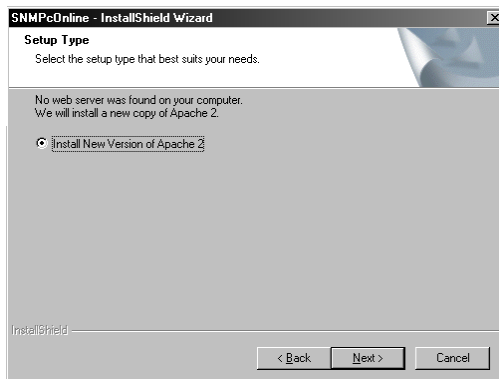 SNMPcOnline - InstallShield Wizard
Setup Type
Select the setup type that best suits your needs.
No web server was found on your computer.
We will install a new copy of Apache 2.
Install New Version of Apache 2
InstallShield
< Back
Next >
Cancel